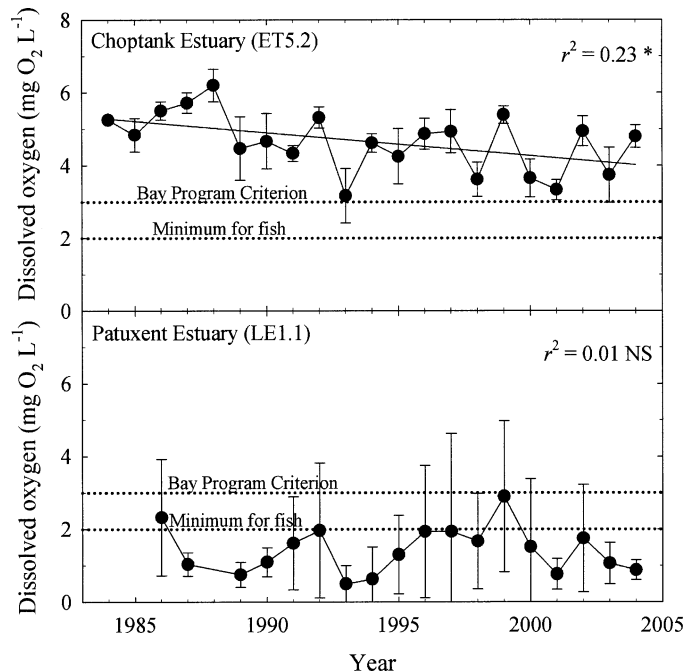 8
Choptank Estuary (ET5.2)
r² = 0.23 *
6
4
Bay Program Criterion
Minimum for fish
2
0
Dissolved oxygen (mg O₂ L⁻¹)
Patuxent Estuary (LE1.1)
r² = 0.01 NS
6
4
Bay Program Criterion
Minimum for fish
2
0
Dissolved oxygen (mg O₂ L⁻¹)
1985 1990 1995 2000 2005
Year